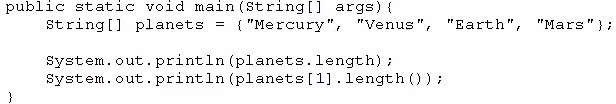 public static void main(String[] args){
    String[] planets = {"Mercury", "Venus", "Earth", "Mars"};

    System.out.println(planets.length);
    System.out.println(planets[1].length());
}